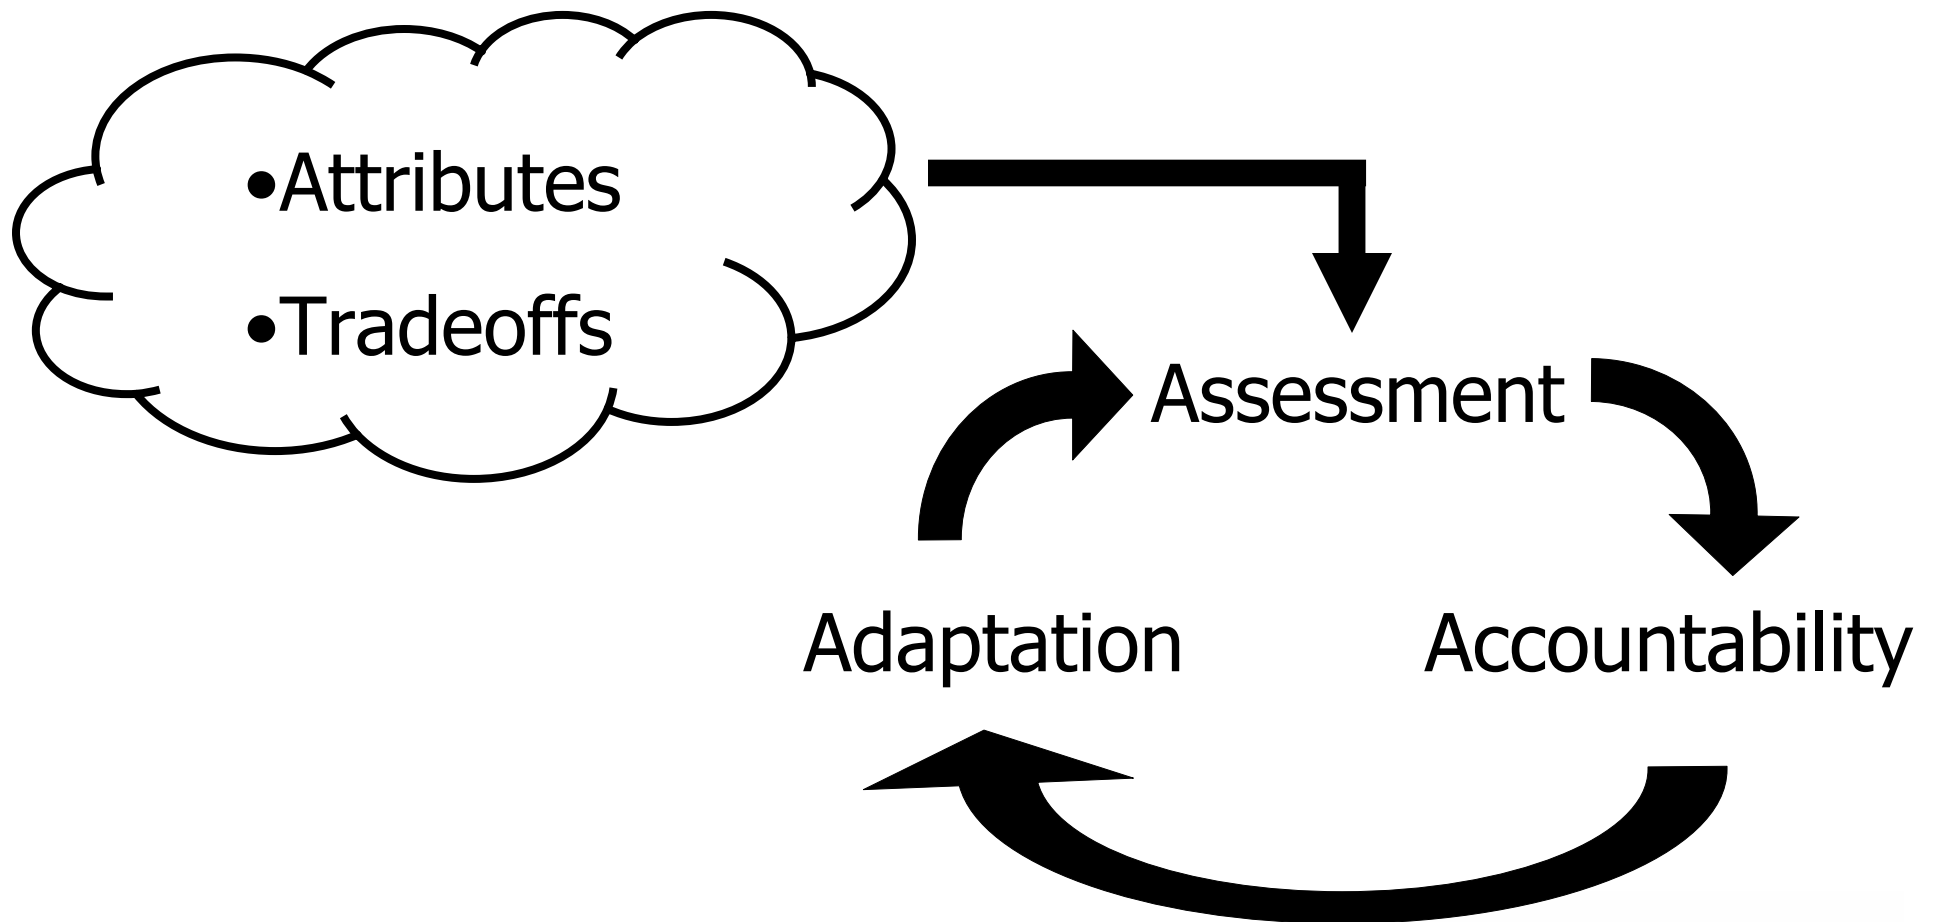 •Attributes
•Tradeoffs
Assessment
Adaptation
Accountability